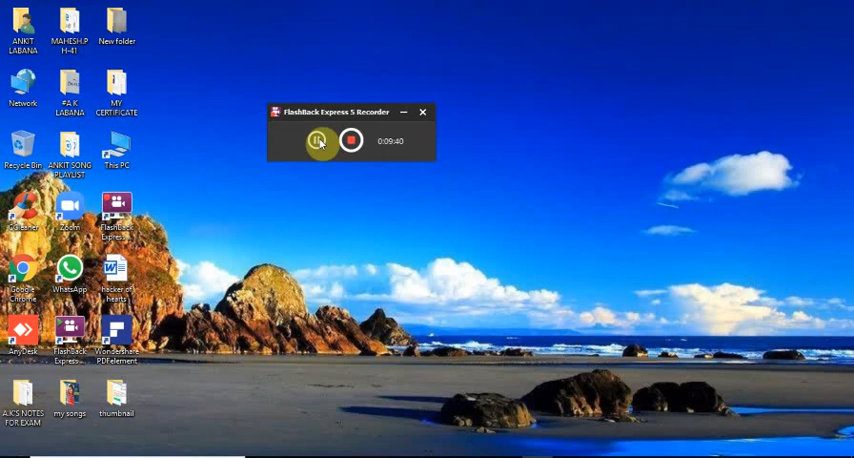 ANKIT
LABANA
MAHESH.P
H-41
New folder
Network
#A.K
LABANA
MY
CERTIFICATE
Recycle Bin
ANKIT SONG
PLAYLIST
This PC
CCleaner
Zoom
Flashback
Express...
Google
Chrome
WhatsApp
hacker of
hearts
AnyDesk
Flashback
Express...
Wondershare
PDFelement
A.K'S NOTES
FOR EXAM
my songs
thumbnail
FlashBack Express 5 Recorder
0:09:40